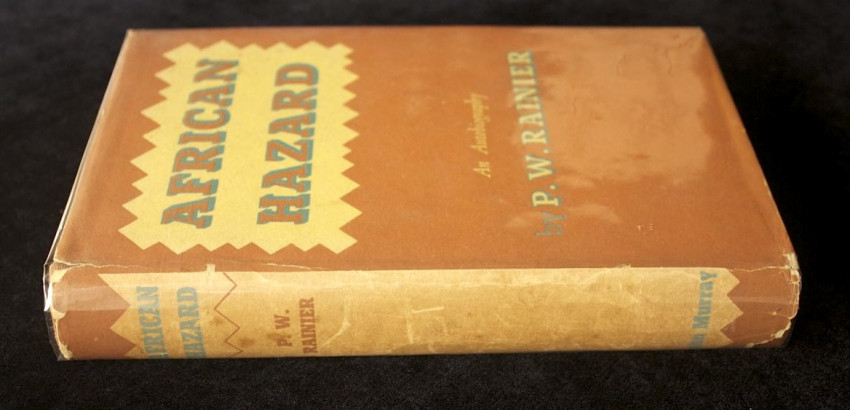 AFRICAN
HAZARD
An Autobiography
by P. W. RAINIER
AFRICAN
HAZARD
P. W.
RAINIER
Murray